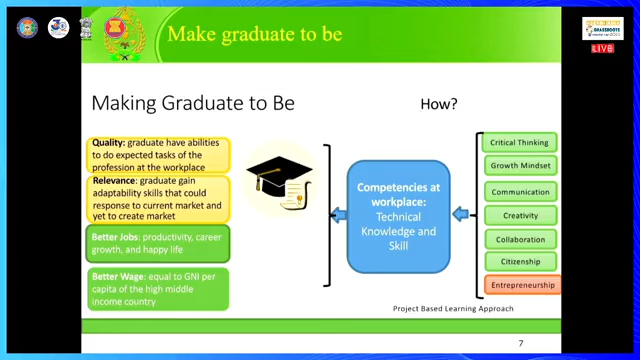 Make graduate to be
LIVE
Making Graduate to Be
How?
Quality: graduate have abilities
to do expected tasks of the
profession at the workplace
Relevance: graduate gain
adaptability skills that could
response to current market and
yet to create market
Better Jobs: productivity, career
growth, and happy life
Better Wage: equal to GNI per
capita of the high middle
income country
Competencies at
workplace:
Technical
Knowledge and
Skill
Critical Thinking
Growth Mindset
Communication
Creativity
Collaboration
Citizenship
Entrepreneurship
Project Based Learning Approach
7